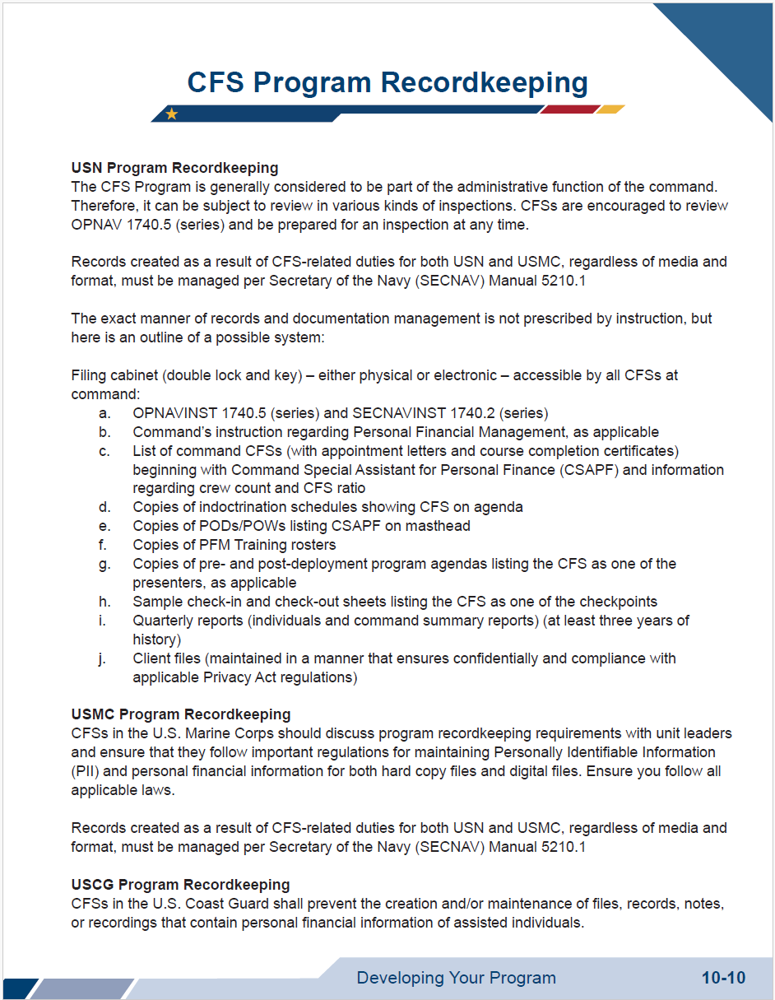 CFS Program Recordkeeping
USN Program Recordkeeping
The CFS Program is generally considered to be part of the administrative function of the command.
Therefore, it can be subject to review in various kinds of inspections. CFSs are encouraged to review
OPNAV 1740.5 (series) and be prepared for an inspection at any time.
Records created as a result of CFS-related duties for both USN and USMC, regardless of media and
format, must be managed per Secretary of the Navy (SECNAV) Manual 5210.1
The exact manner of records and documentation management is not prescribed by instruction, but
here is an outline of a possible system:
Filing cabinet (double lock and key) – either physical or electronic – accessible by all CFSs at
command:
a. OPNAVINST 1740.5 (series) and SECNAVINST 1740.2 (series)
b. Command’s instruction regarding Personal Financial Management, as applicable
c. List of command CFSs (with appointment letters and course completion certificates)
beginning with Command Special Assistant for Personal Finance (CSAPF) and information
regarding crew count and CFS ratio
d. Copies of indoctrination schedules showing CFS on agenda
e. Copies of PODs/POWs listing CSAPF on masthead
f. Copies of PFM Training rosters
g. Copies of pre- and post-deployment program agendas listing the CFS as one of the
presenters, as applicable
h. Sample check-in and check-out sheets listing the CFS as one of the checkpoints
i. Quarterly reports (individuals and command summary reports) (at least three years of
history)
j. Client files (maintained in a manner that ensures confidentially and compliance with
applicable Privacy Act regulations)
USMC Program Recordkeeping
CFSs in the U.S. Marine Corps should discuss program recordkeeping requirements with unit leaders
and ensure that they follow important regulations for maintaining Personally Identifiable Information
(PII) and personal financial information for both hard copy files and digital files. Ensure you follow all
applicable laws.
Records created as a result of CFS-related duties for both USN and USMC, regardless of media and
format, must be managed per Secretary of the Navy (SECNAV) Manual 5210.1
USCG Program Recordkeeping
CFSs in the U.S. Coast Guard shall prevent the creation and/or maintenance of files, records, notes,
or recordings that contain personal financial information of assisted individuals.
Developing Your Program 10-10